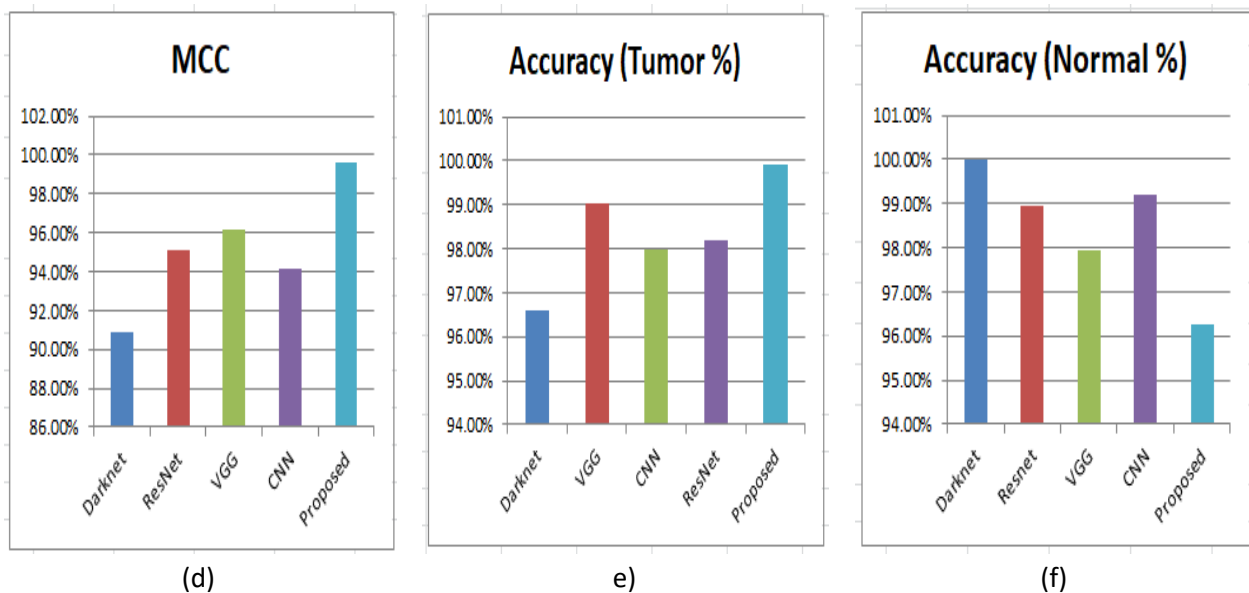 MCC
102.00%
100.00%
98.00%
96.00%
94.00%
92.00%
90.00%
88.00%
86.00%
Darknet
ResNet
VGG
CNN
Proposed
(d)
Accuracy (Tumor %)
101.00%
100.00%
99.00%
98.00%
97.00%
96.00%
95.00%
94.00%
Darknet
VGG
CNN
ResNet
Proposed
e)
Accuracy (Normal %)
101.00%
100.00%
99.00%
98.00%
97.00%
96.00%
95.00%
94.00%
Darknet
Resnet
VGG
CNN
Proposed
(f)